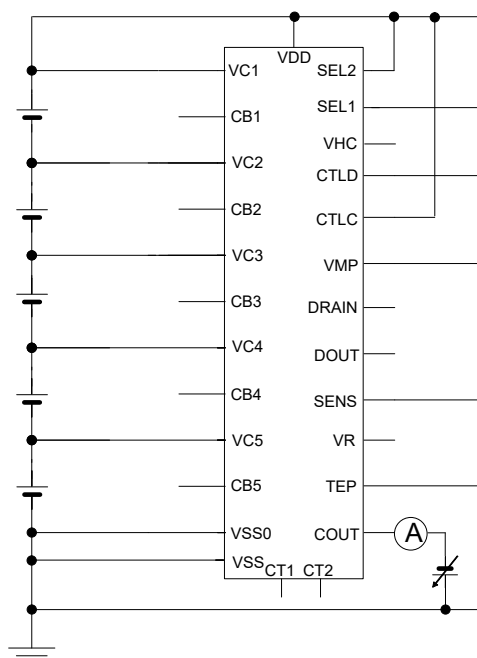 VDD
VC1
SEL2
CB1
SEL1
VC2
VHC
CTLD
CB2
CTLC
VC3
VMP
CB3
DRAIN
VC4
DOUT
CB4
SENS
VC5
VR
CB5
TEP
VSS0
COUT
A
VSS
CT1 CT2